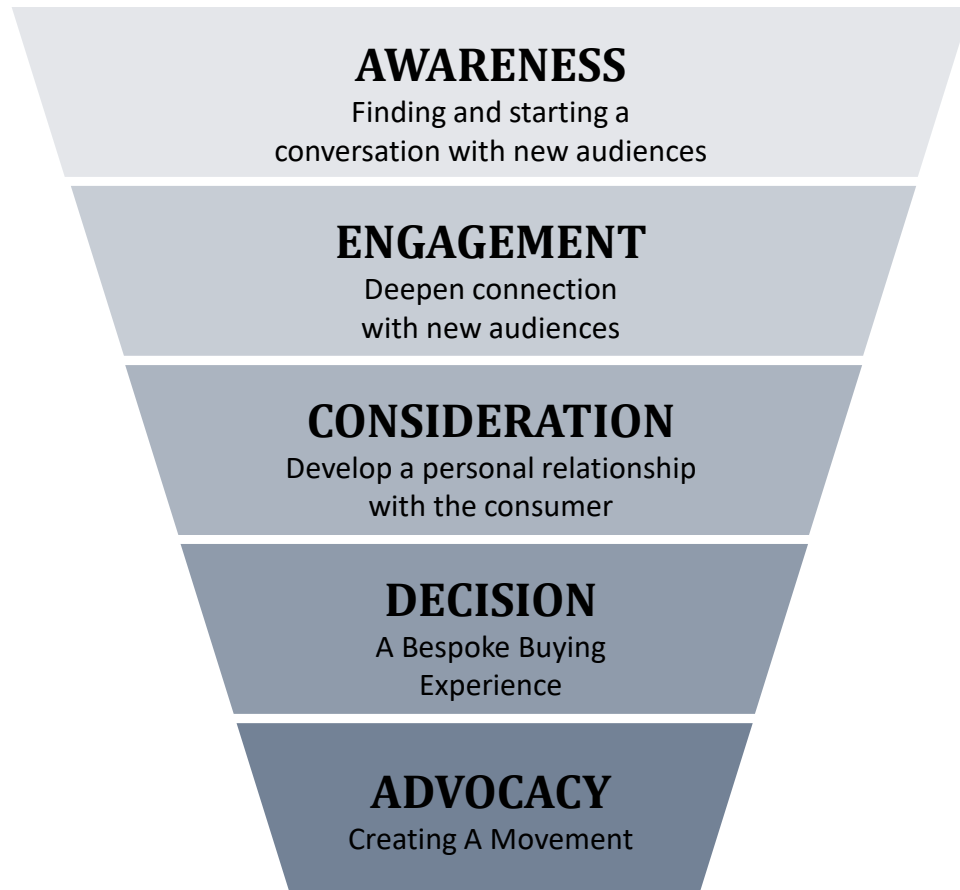 AWARENESS
Finding and starting a
conversation with new audiences
ENGAGEMENT
Deepen connection
with new audiences
CONSIDERATION
Develop a personal relationship
with the consumer
DECISION
A Bespoke Buying
Experience
ADVOCACY
Creating A Movement